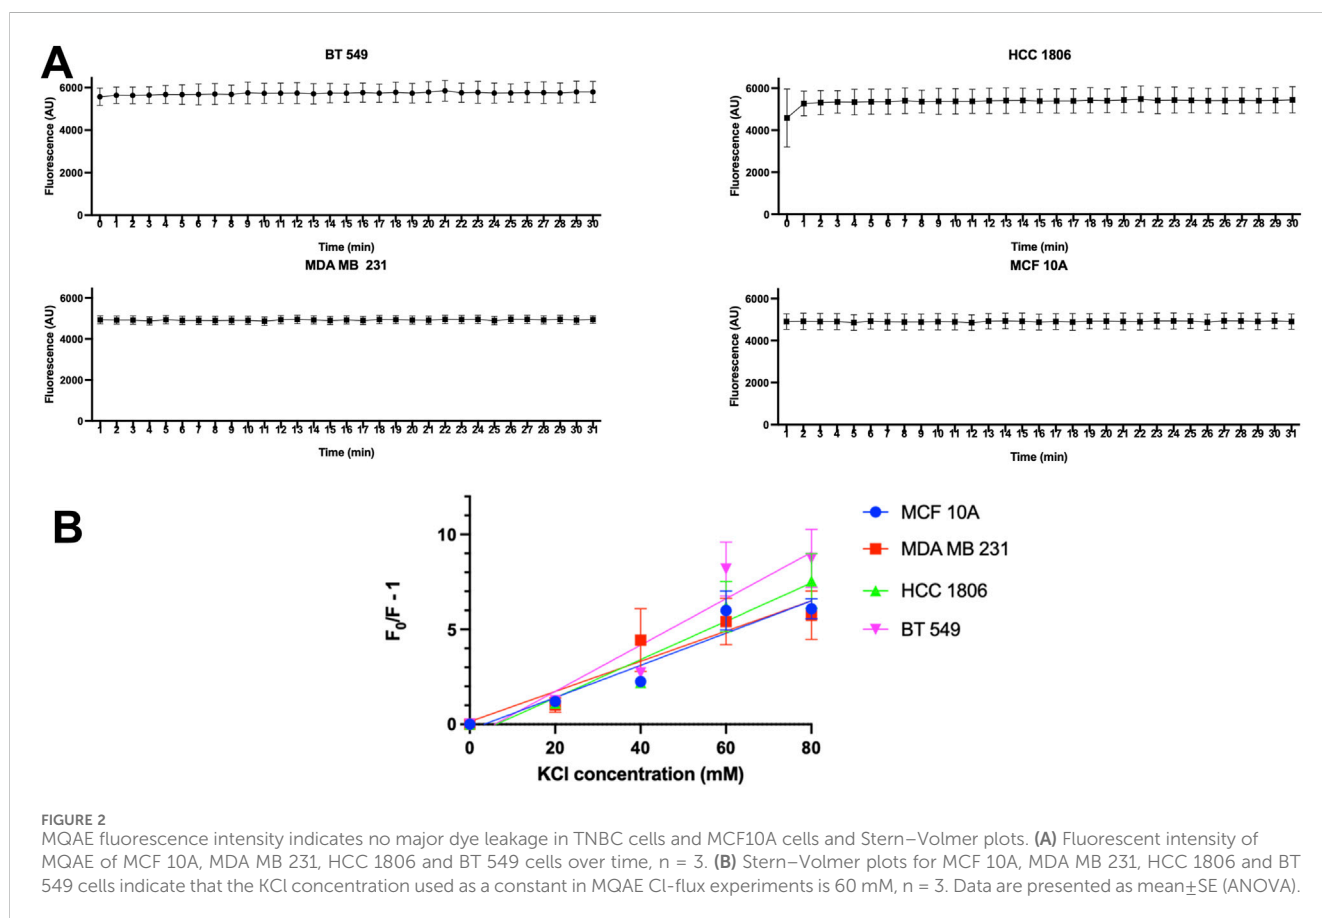 A
BT 549
Fluorescence (AU)
6000
4000
2000
0
0 1 2 3 4 5 6 7 8 9 10 11 12 13 14 15 16 17 18 19 20 21 22 23 24 25 26 27 28 29 30
Time (min)
HCC 1806
Fluorescence (AU)
6000
4000
2000
0
0 1 2 3 4 5 6 7 8 9 10 11 12 13 14 15 16 17 18 19 20 21 22 23 24 25 26 27 28 29 30
Time (min)
MDA MB 231
Fluorescence (AU)
6000
4000
2000
0
1 2 3 4 5 6 7 8 9 10 11 12 13 14 15 16 17 18 19 20 21 22 23 24 25 26 27 28 29 30 31
Time (min)
MCF 10A
Fluorescence (AU)
6000
4000
2000
0
1 2 3 4 5 6 7 8 9 10 11 12 13 14 15 16 17 18 19 20 21 22 23 24 25 26 27 28 29 30 31
Time (min)
B
F0/F - 1
10
5
0
0 20 40 60 80
KCl concentration (mM)
MCF 10A
MDA MB 231
HCC 1806
BT 549
FIGURE 2
MQAE fluorescence intensity indicates no major dye leakage in TNBC cells and MCF10A cells and Stern–Volmer plots. (A) Fluorescent intensity of
MQAE of MCF 10A, MDA MB 231, HCC 1806 and BT 549 cells over time, n = 3. (B) Stern–Volmer plots for MCF 10A, MDA MB 231, HCC 1806 and BT
549 cells indicate that the KCl concentration used as a constant in MQAE Cl-flux experiments is 60 mM, n = 3. Data are presented as mean±SE (ANOVA).